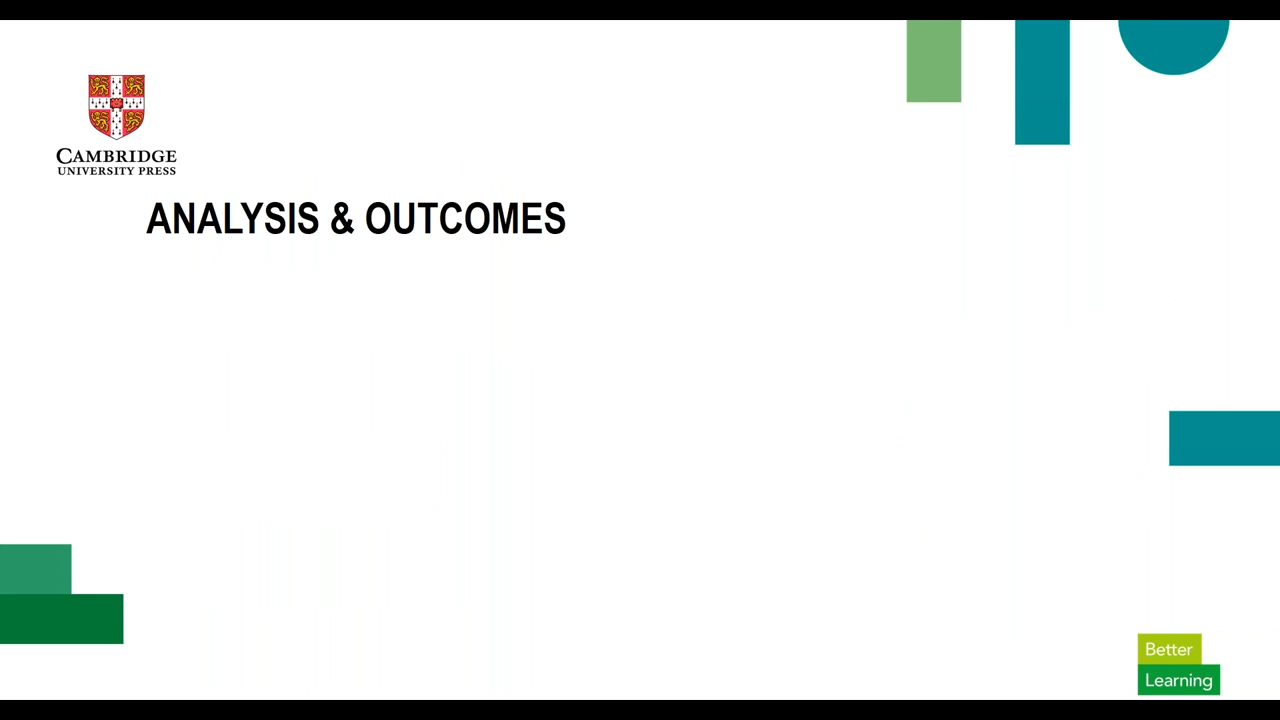 CAMBRIDGE
UNIVERSITY PRESS
ANALYSIS & OUTCOMES
Better
Learning